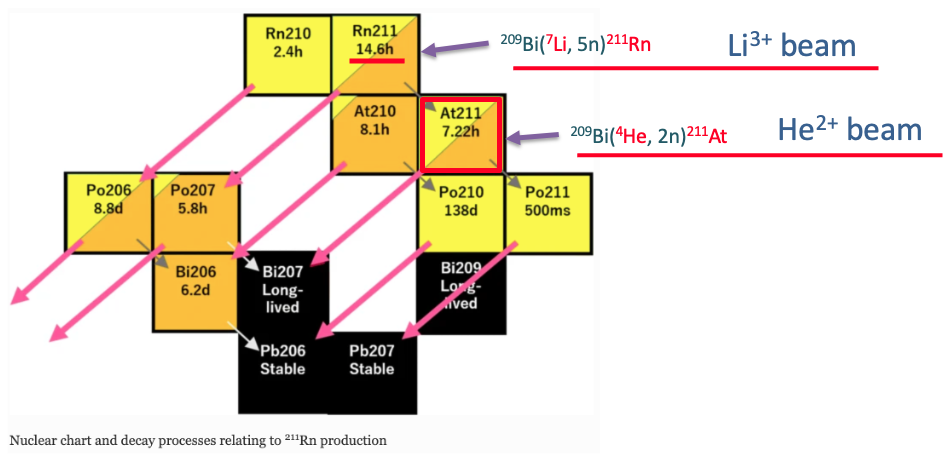 Rn210
2.4h
Rn211
14.6h
²⁰⁹Bi(⁷Li, 5n)²¹¹Rn
Li³⁺ beam
At210
8.1h
At211
7.22h
²⁰⁹Bi(⁴He, 2n)²¹¹At
He²⁺ beam
Po206
8.8d
Po207
5.8h
Po210
138d
Po211
500ms
Bi206
6.2d
Bi207
Long-
lived
Bi209
Long-
lived
Pb206
Stable
Pb207
Stable
Nuclear chart and decay processes relating to ²¹¹Rn production